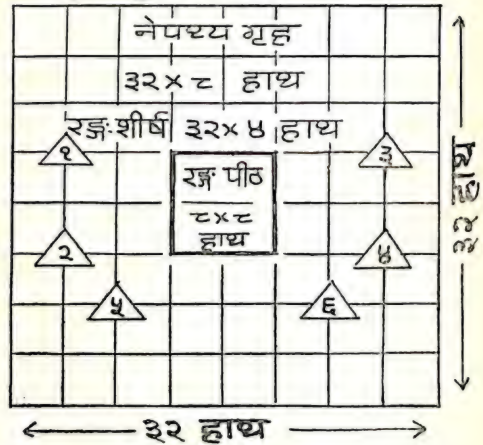 नेपथ्य गृह
३२ × ८ हाथ
रङ्ग-शीर्ष ३२ × ४ हाथ
१
३
रङ्ग पीठ
८ × ८
हाथ
२
४
५
६
३२ हाथ
३२ हाथ